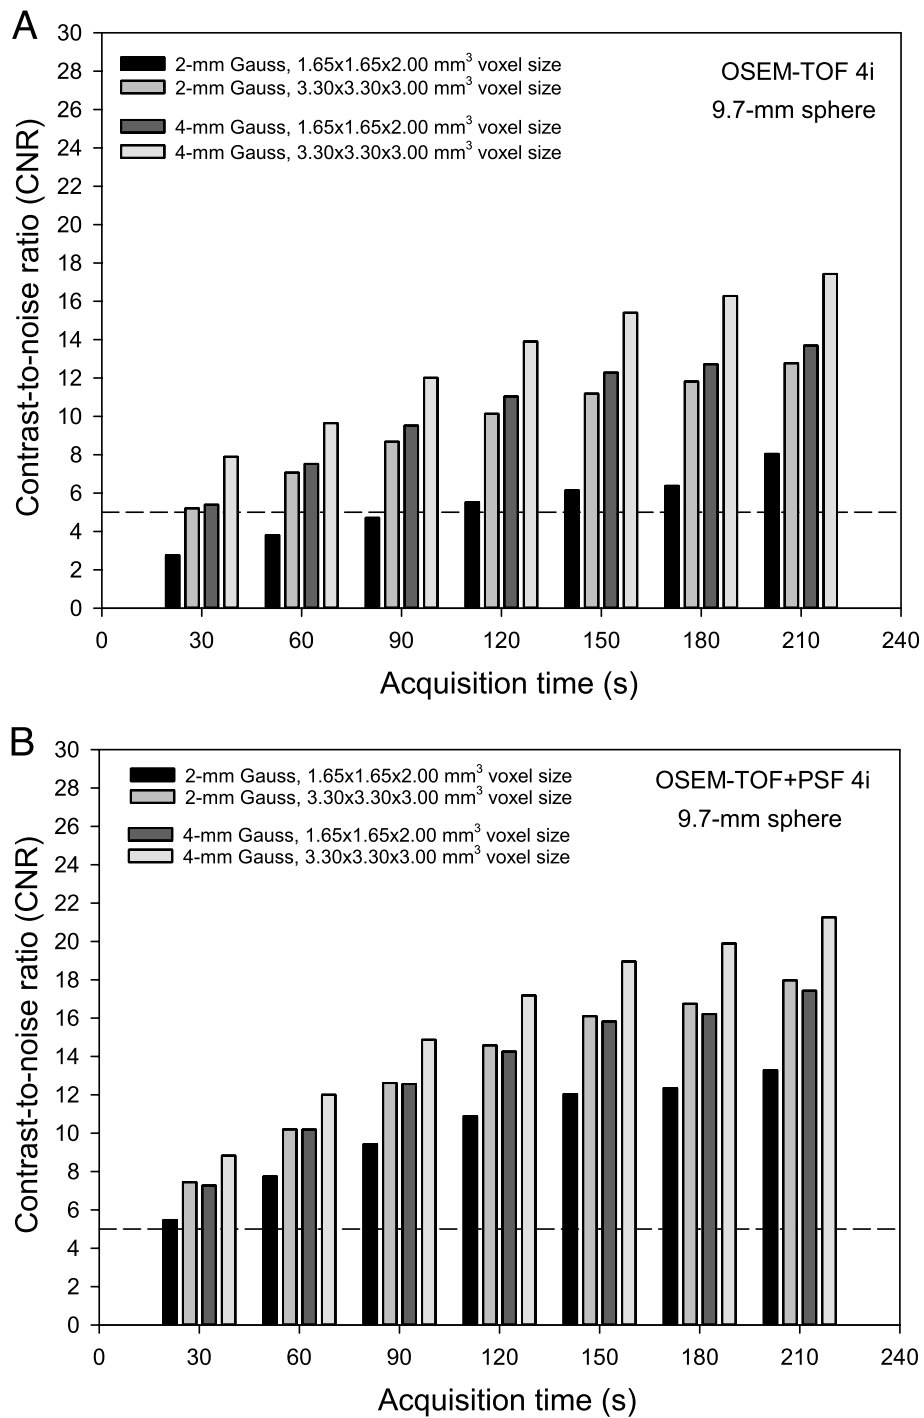 A
30
28
26
24
22
20
18
16
14
12
10
8
6
4
2
0
Contrast-to-noise ratio (CNR)
2-mm Gauss, 1.65x1.65x2.00 mm³ voxel size
2-mm Gauss, 3.30x3.30x3.00 mm³ voxel size
4-mm Gauss, 1.65x1.65x2.00 mm³ voxel size
4-mm Gauss, 3.30x3.30x3.00 mm³ voxel size
OSEM-TOF 4i
9.7-mm sphere
0 30 60 90 120 150 180 210 240
Acquisition time (s)
B
30
28
26
24
22
20
18
16
14
12
10
8
6
4
2
0
Contrast-to-noise ratio (CNR)
2-mm Gauss, 1.65x1.65x2.00 mm³ voxel size
2-mm Gauss, 3.30x3.30x3.00 mm³ voxel size
4-mm Gauss, 1.65x1.65x2.00 mm³ voxel size
4-mm Gauss, 3.30x3.30x3.00 mm³ voxel size
OSEM-TOF+PSF 4i
9.7-mm sphere
0 30 60 90 120 150 180 210 240
Acquisition time (s)